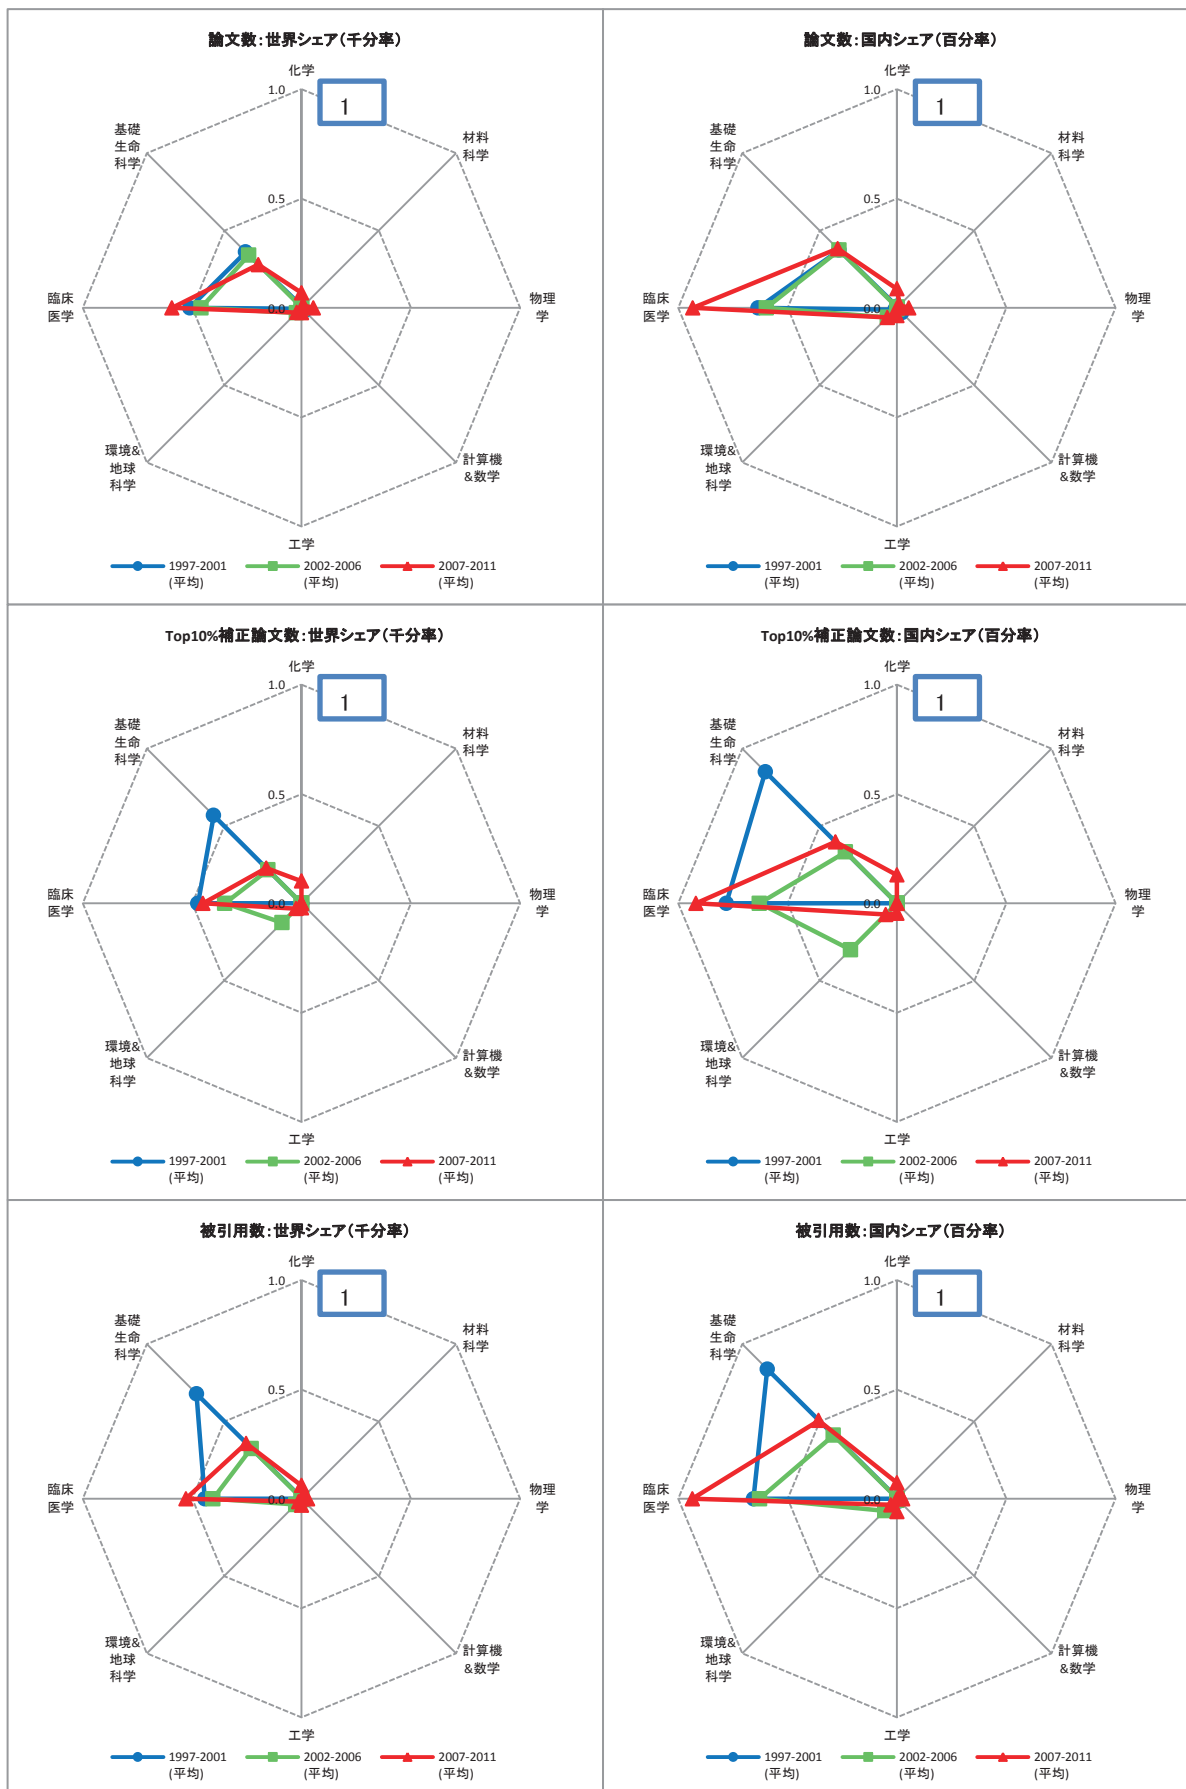 論文数：世界シェア（千分率）
化学
1.0
1
基礎
生命
科学
材料
科学
0.5
臨床
医学
0.0
物理
学
環境&
地球
科学
計算機
&数学
工学
1997-2001
(平均)
2002-2006
(平均)
2007-2011
(平均)
論文数：国内シェア（百分率）
化学
1.0
1
基礎
生命
科学
材料
科学
0.5
臨床
医学
0.0
物理
学
環境&
地球
科学
計算機
&数学
工学
1997-2001
(平均)
2002-2006
(平均)
2007-2011
(平均)
Top10%補正論文数：世界シェア（千分率）
化学
1.0
1
基礎
生命
科学
材料
科学
0.5
臨床
医学
0.0
物理
学
環境&
地球
科学
計算機
&数学
工学
1997-2001
(平均)
2002-2006
(平均)
2007-2011
(平均)
Top10%補正論文数：国内シェア（百分率）
化学
1.0
1
基礎
生命
科学
材料
科学
0.5
臨床
医学
0.0
物理
学
環境&
地球
科学
計算機
&数学
工学
1997-2001
(平均)
2002-2006
(平均)
2007-2011
(平均)
被引用数：世界シェア（千分率）
化学
1.0
1
基礎
生命
科学
材料
科学
0.5
臨床
医学
0.0
物理
学
環境&
地球
科学
計算機
&数学
工学
1997-2001
(平均)
2002-2006
(平均)
2007-2011
(平均)
被引用数：国内シェア（百分率）
化学
1.0
1
基礎
生命
科学
材料
科学
0.5
臨床
医学
0.0
物理
学
環境&
地球
科学
計算機
&数学
工学
1997-2001
(平均)
2002-2006
(平均)
2007-2011
(平均)